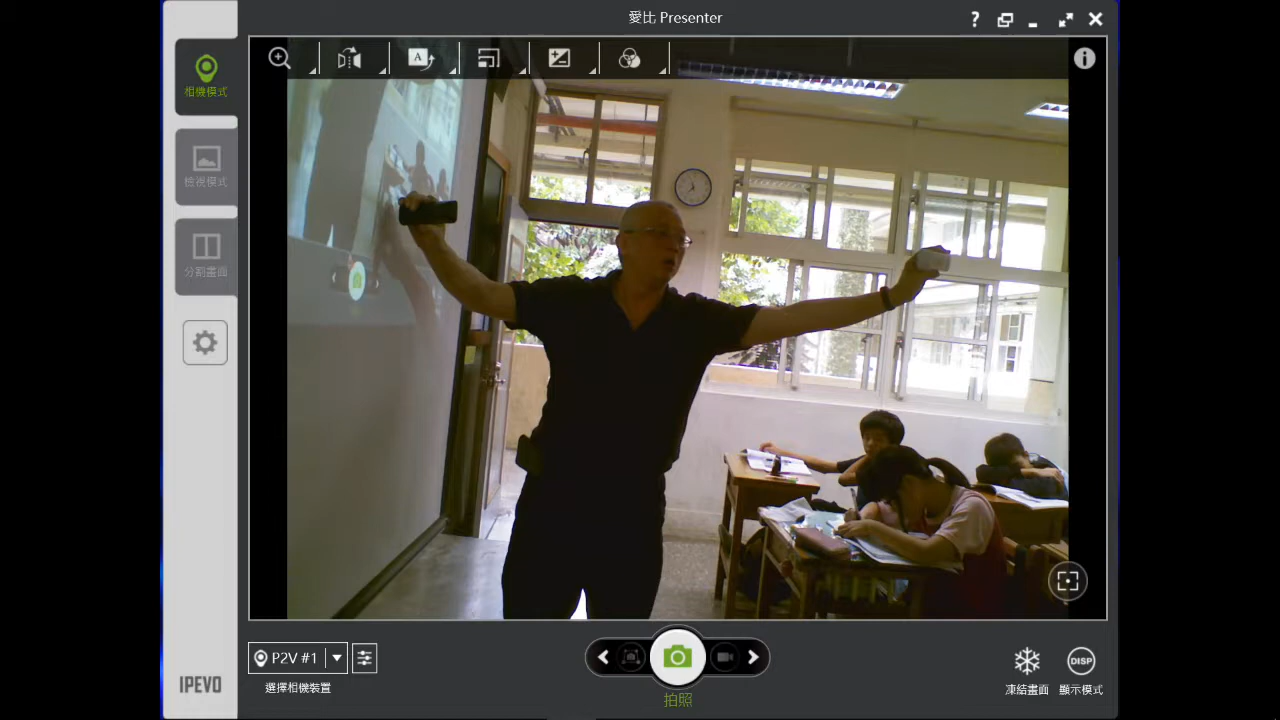 愛比 Presenter
?
相機模式
A
檢視模式
分割畫面
P2V #1
選擇相機裝置
拍照
DISP
凍結畫面
顯示模式
IPEVO